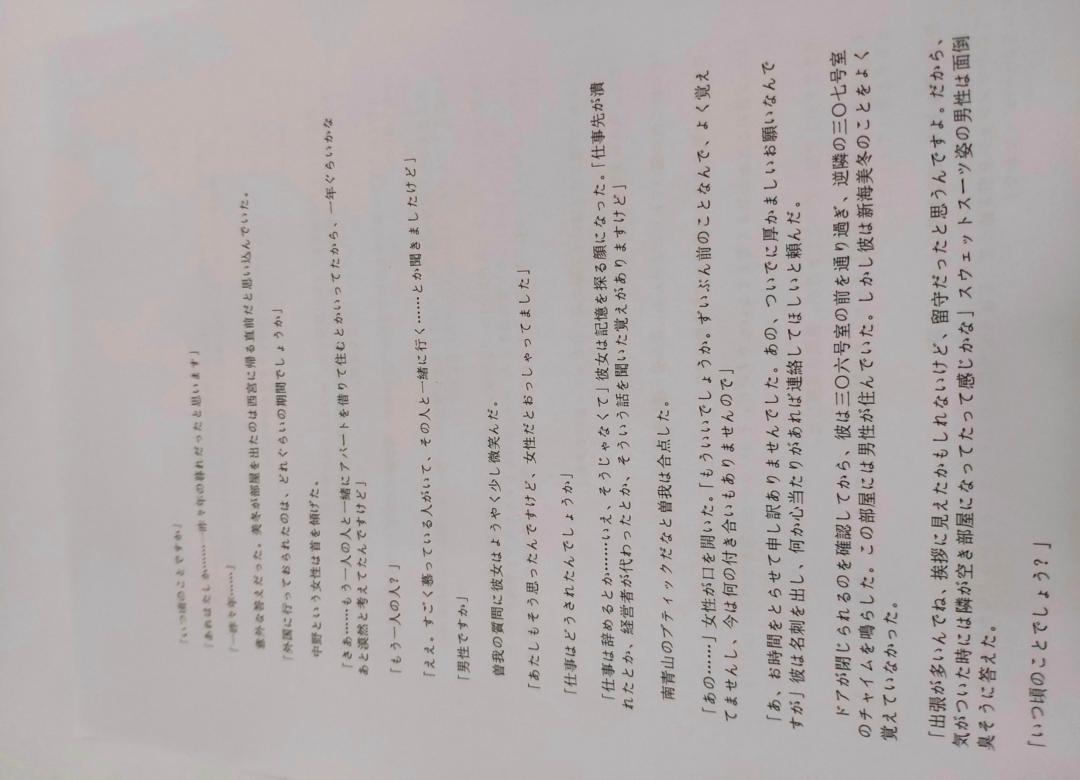 「いつ頃のことですか」
「あれはたしか……一昨々年の暮れだったと思います」
「一昨々年……」
意外な答えだった。美冬が部屋を出たのは西宮に帰る直前だと思い込んでいた。
「外国に行っておられたのは、どれぐらいの期間でしょうか」
中野という女性は首を傾げた。
「さあ……もう一人の人と一緒にアパートを借りて住むとかいってたから、一年ぐらいかな
あと漠然と考えてたんですけど」
「もう一人の人？」
「ええ。すごく慕っている人がいて、その人と一緒に行く……とか聞きましたけど」
「男性ですか」
曽我の質問に彼女はようやく少し微笑んだ。
「あたしもそう思ったんですけど、女性だとおっしゃってました」
「仕事はどうされたんでしょうか」
「仕事は辞めるとか……いえ、そうじゃなくて」彼女は記憶を探る顔になった。「仕事先が潰
れたとか、経営者が代わったとか、そういう話を聞いた覚えがありますけど」
南青山のブティックだなと曽我は合点した。
「あの……」女性が口を開いた。「もういいでしょうか。ずいぶん前のことなんで、よく覚え
てませんし、今は何の付き合いもありませんので」
「あ、お時間をとらせて申し訳ありませんでした。あの、ついでに厚かましいお願いなんで
すが」彼は名刺を出し、何か心当たりがあれば連絡してほしいと頼んだ。
ドアが閉じられるのを確認してから、彼は三〇六号室の前を通り過ぎ、逆隣の三〇七号室
のチャイムを鳴らした。この部屋には男性が住んでいた。しかし彼は新海美冬のことをよく
覚えていなかった。
「出張が多いんでね、挨拶に見えたかもしれないけど、留守だったと思うんですよ。だから、
気がついた時には隣が空き部屋になってたって感じかな」スウェットスーツ姿の男性は面倒
臭そうに答えた。
「いつ頃のことでしょう？」